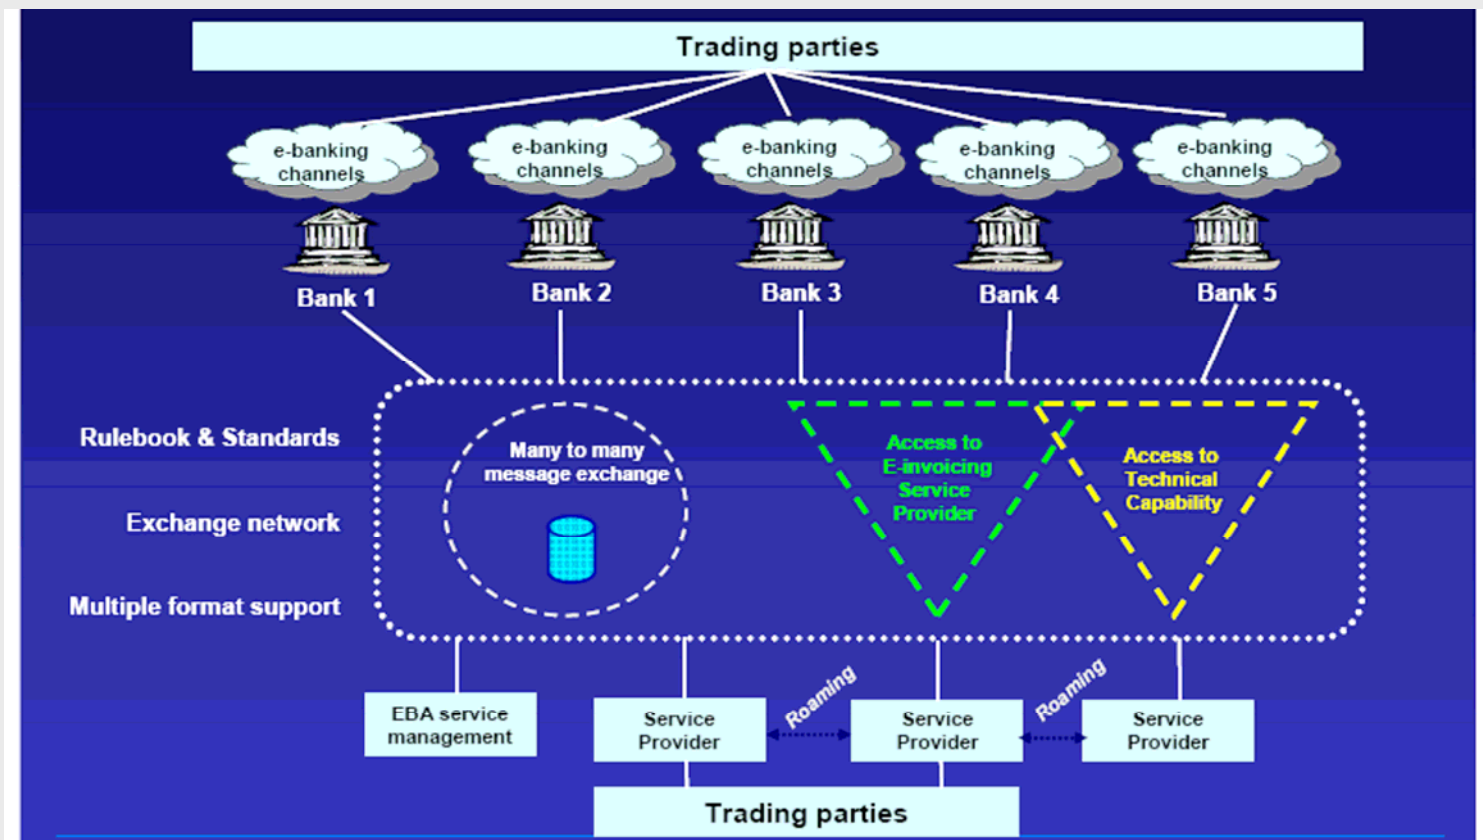 Trading parties
e-banking
channels
e-banking
channels
e-banking
channels
e-banking
channels
e-banking
channels
Bank 1
Bank 2
Bank 3
Bank 4
Bank 5
Rulebook & Standards
Exchange network
Multiple format support
Many to many
message exchange
Access to
E-invoicing
Service
Provider
Access to
Technical
Capability
EBA service
management
Service
Provider
Roaming
Service
Provider
Roaming
Service
Provider
Trading parties